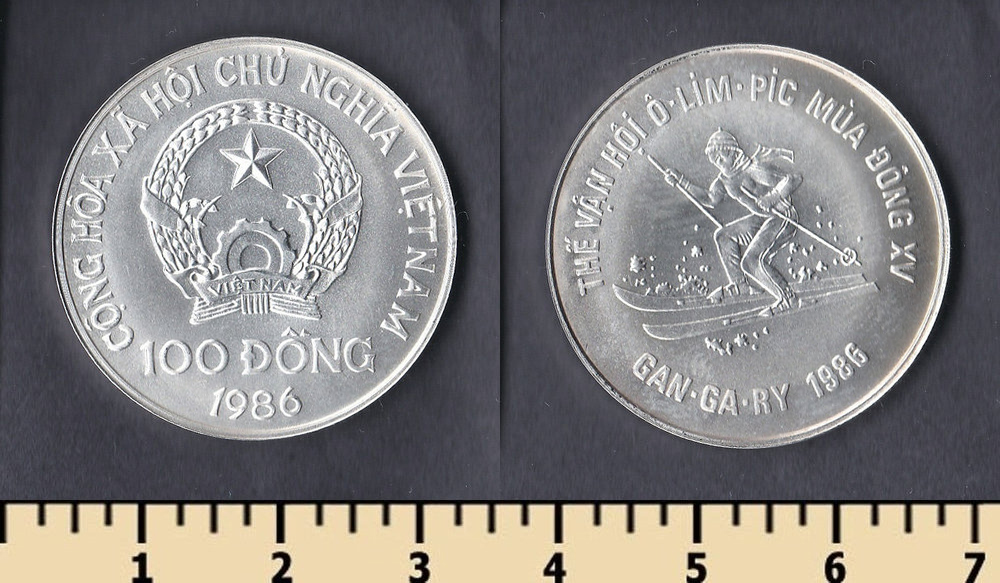 CỘNG HÒA XÃ HỘI CHỦ NGHĨA VIỆT NAM
VIỆT NAM
100 ĐỒNG
1986
THẾ VẬN HỘI Ô·LIM·PIC MÙA ĐÔNG XV
GAN·GA·RY 1986
1 2 3 4 5 6 7